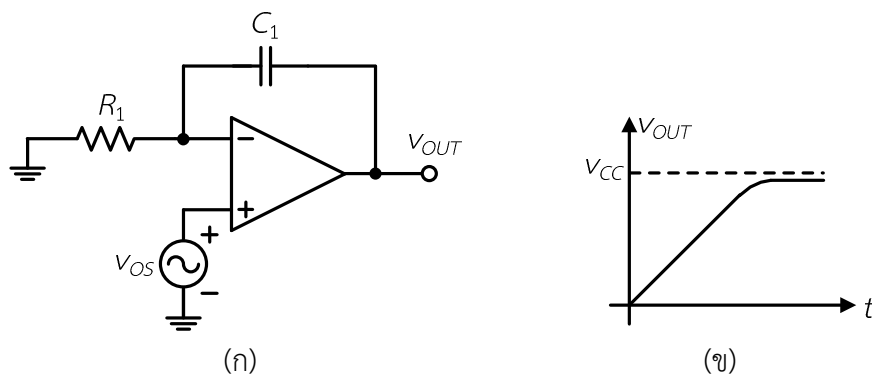 C1
R1
−
+
vOUT
+
vOS
−
(ก)
vOUT
vCC
t
(ข)